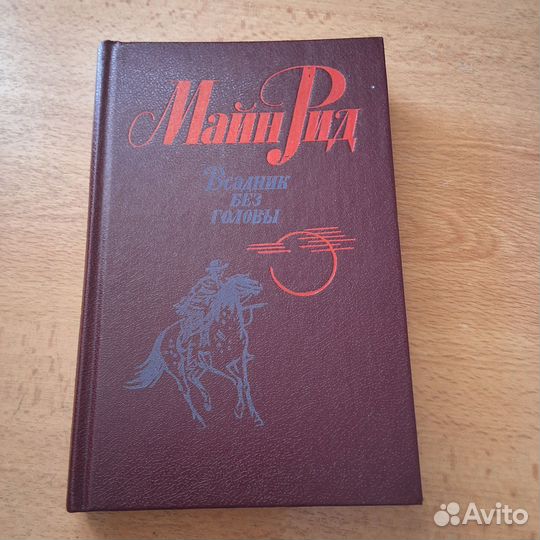 Майн Рид
Всадник
без
головы
Avito